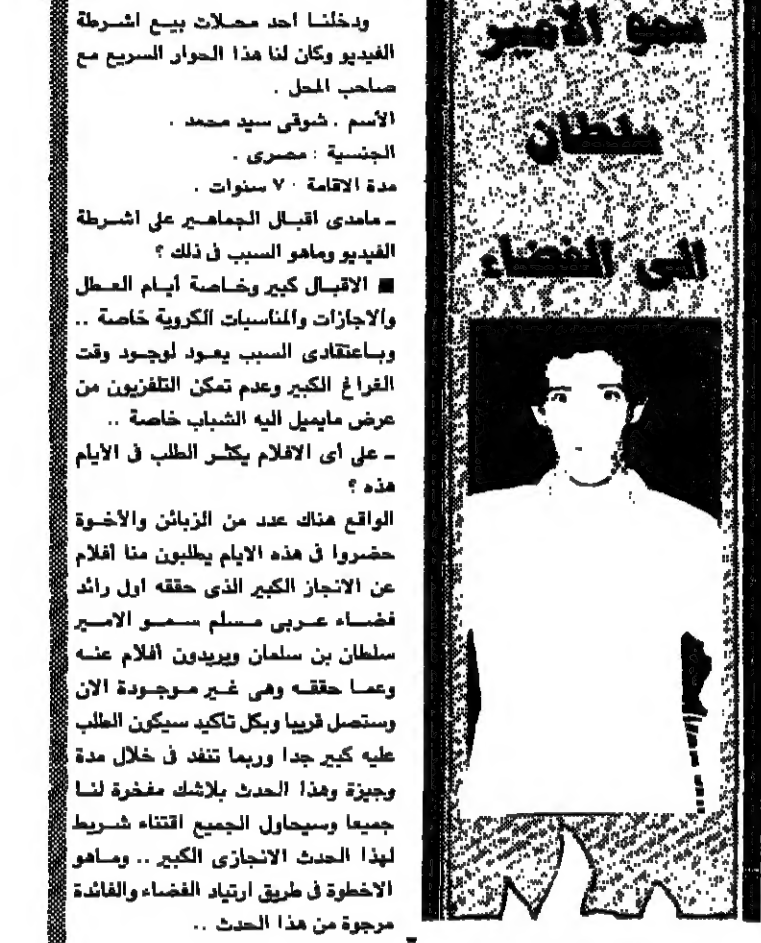 ودخلنا احد محلات بيع اشرطة
الفيديو وكان لنا هذا الحوار السريع مع
صاحب المحل .
الأسم . شوقى سيد محمد .
الجنسية : مصرى .
مدة الاقامة ٧٠ سنوات .
ـ مامدى اقبال الجماهير على اشرطة
الفيديو وماهو السبب فى ذلك ؟
■ الاقبال كبير وخاصة أيام العطل
والاجازات والمناسبات الكروية خاصة ..
وباعتقادى السبب يعود لوجود وقت
الفراغ الكبير وعدم تمكن التلفزيون من
عرض مايميل اليه الشباب خاصة ..
ـ على أى الافلام يكثر الطلب فى الأيام
هذه ؟
الواقع هناك عدد من الزبائن والأخوة
حضروا فى هذه الايام يطلبون منا أفلام
عن الانجاز الكبير الذى حققه اول رائد
فضاء عربى مسلم سمو الامير
سلطان بن سلمان ويريدون أفلام عنه
وعما حققه وهى غير موجودة الان
وستصل قريبا وبكل تاكيد سيكون الطلب
عليه كبير جدا وربما تنفد فى خلال مدة
وجيزة وهذا الحدث بلاشك مفخرة لنا
جميعا وسيحاول الجميع اقتناء شريط
لهذا الحدث الانجازى الكبير .. وماهو
الاخطوة فى طريق ارتياد الفضاء والفائدة
مرجوة من هذا الحدث ..
سمو الامير
سلطان
الى الفضاء